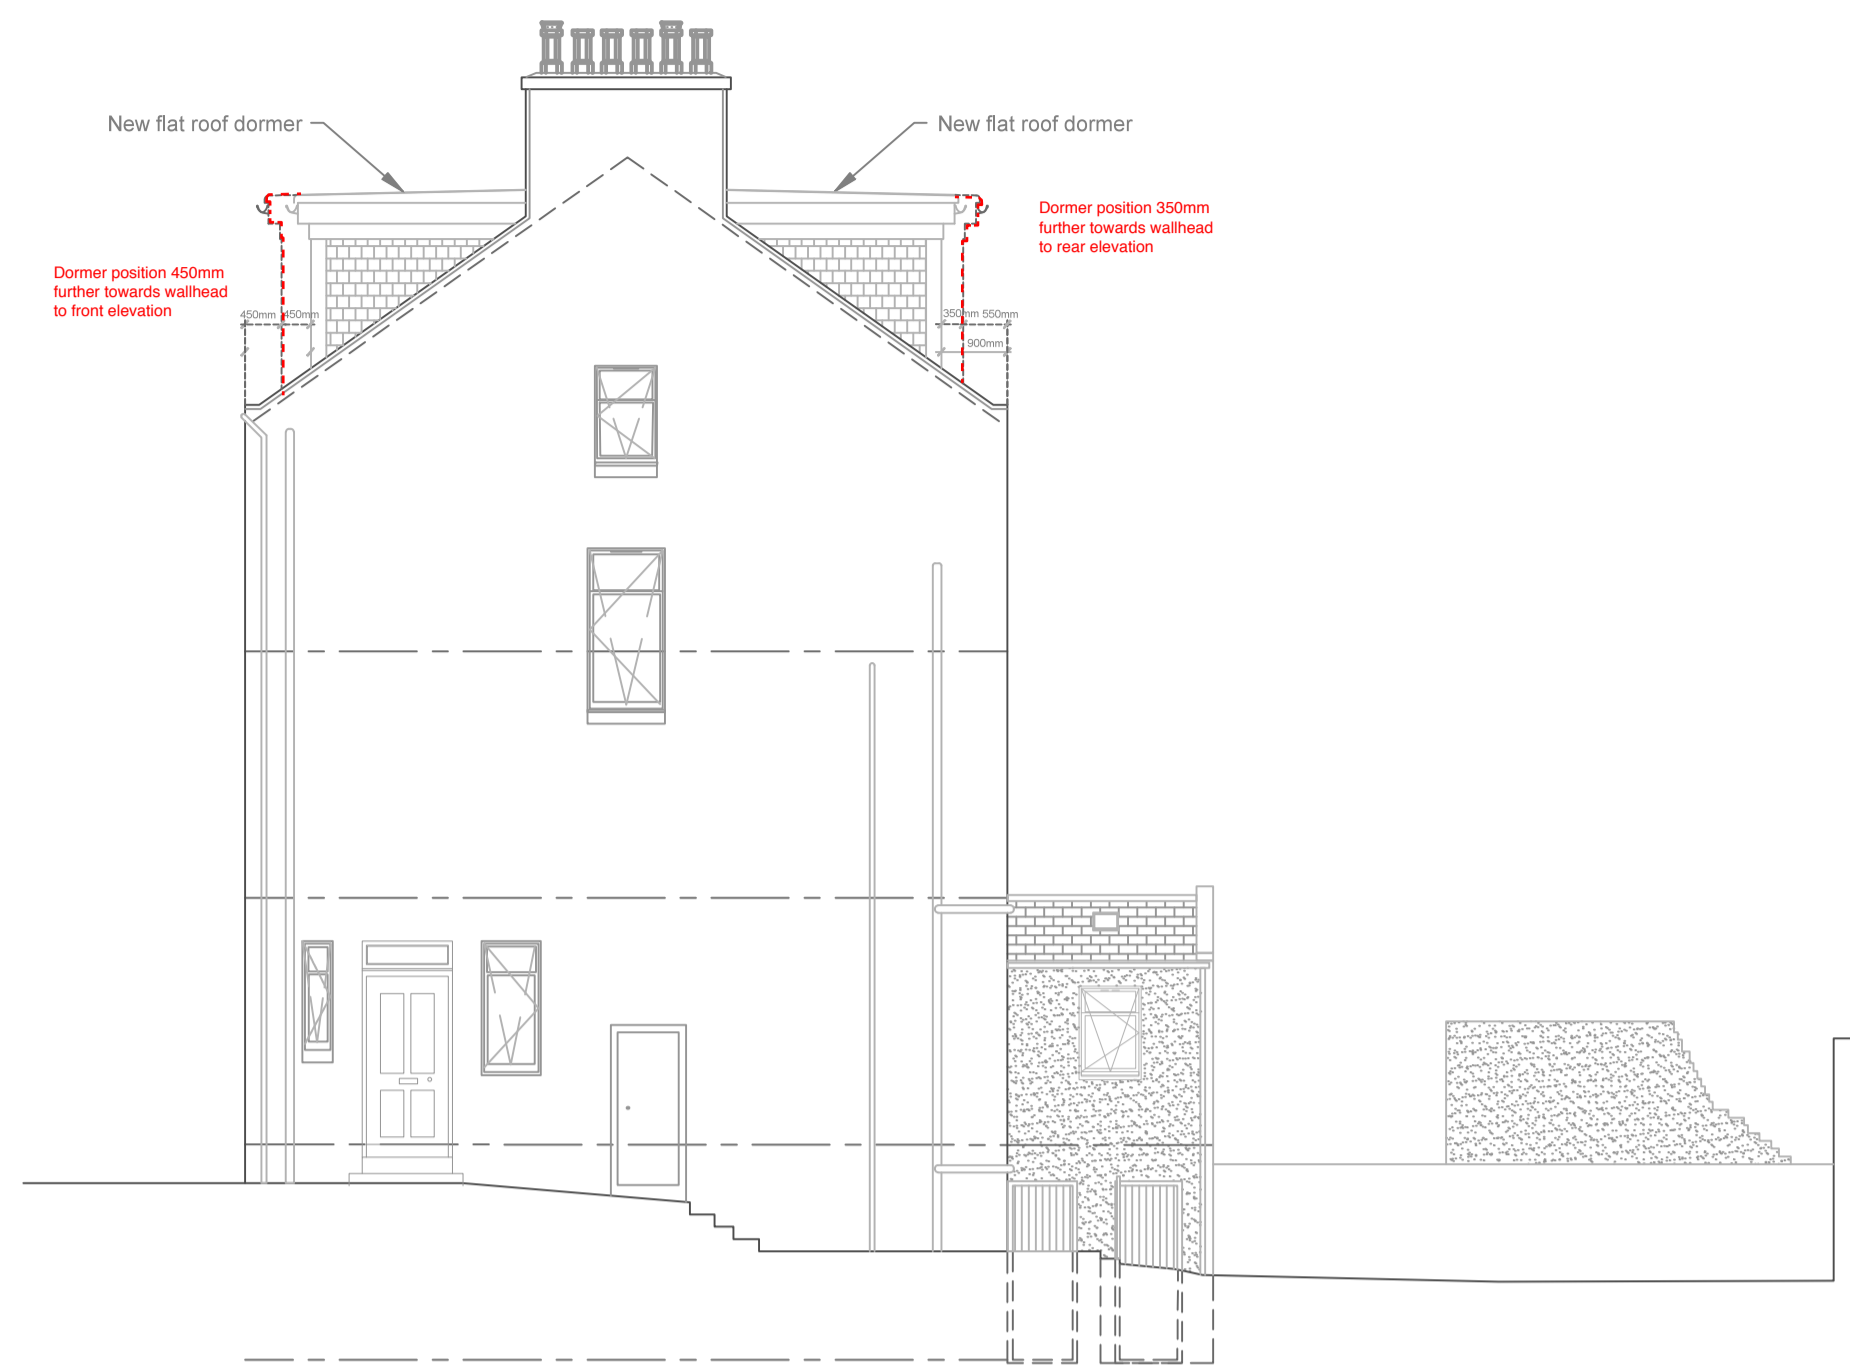 New flat roof dormer
New flat roof dormer
Dormer position 350mm
further towards wallhead
to rear elevation
Dormer position 450mm
further towards wallhead
to front elevation
450mm 450mm
350mm 550mm
900mm